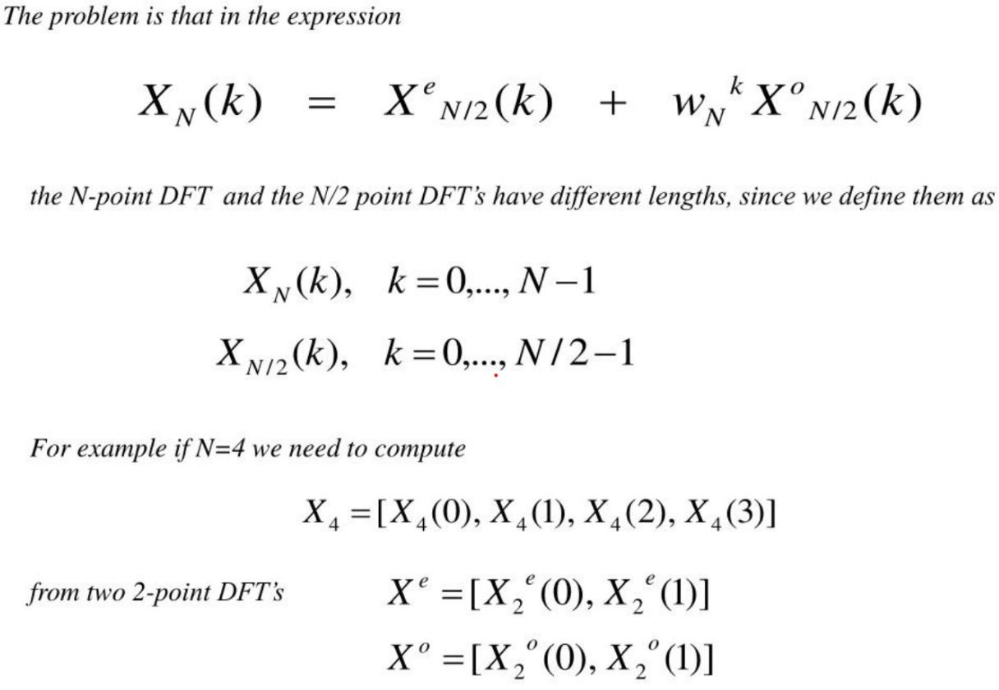 The problem is that in the expression
X_N(k) = X^e_{N/2}(k) + w_N^k X^o_{N/2}(k)
the N-point DFT and the N/2 point DFT's have different lengths, since we define them as
X_N(k), k = 0,..., N−1
X_{N/2}(k), k = 0,..., N/2−1
For example if N=4 we need to compute
X_4 = [X_4(0), X_4(1), X_4(2), X_4(3)]
from two 2-point DFT's X^e = [X_2^e(0), X_2^e(1)]
X^o = [X_2^o(0), X_2^o(1)]